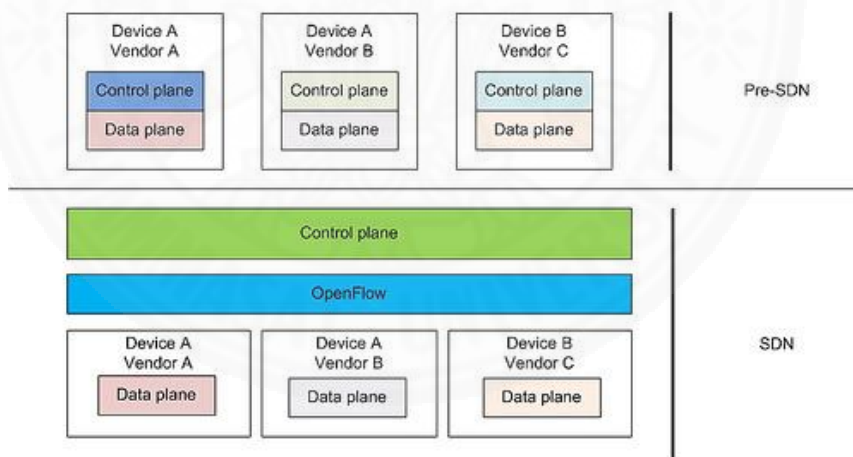 Device A
Vendor A
Control plane
Data plane
Device A
Vendor B
Control plane
Data plane
Device B
Vendor C
Control plane
Data plane
Pre-SDN
Control plane
OpenFlow
Device A
Vendor A
Data plane
Device A
Vendor B
Data plane
Device B
Vendor C
Data plane
SDN